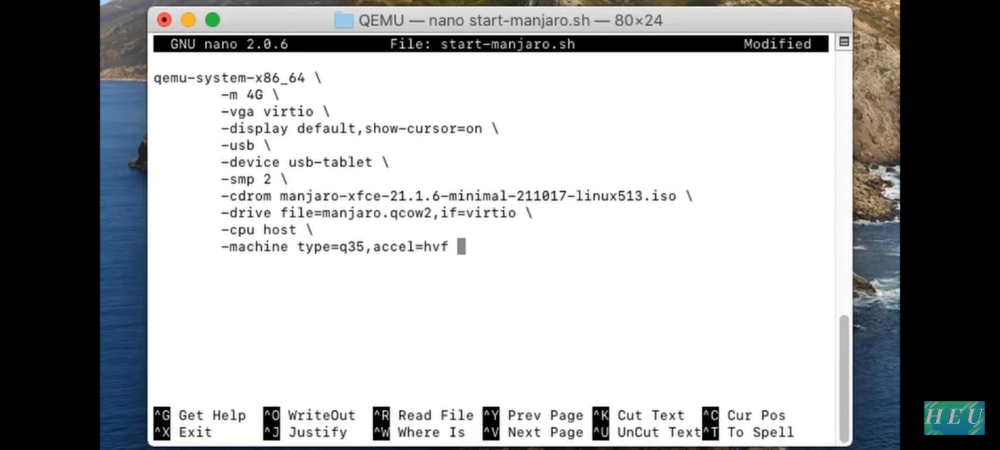 QEMU — nano start-manjaro.sh — 80×24
GNU nano 2.0.6 File: start-manjaro.sh Modified
qemu-system-x86_64 \
-m 4G \
-vga virtio \
-display default,show-cursor=on \
-usb \
-device usb-tablet \
-smp 2 \
-cdrom manjaro-xfce-21.1.6-minimal-211017-linux513.iso \
-drive file=manjaro.qcow2,if=virtio \
-cpu host \
-machine type=q35,accel=hvf
^G Get Help ^O WriteOut ^R Read File ^Y Prev Page ^K Cut Text ^C Cur Pos
^X Exit ^J Justify ^W Where Is ^V Next Page ^U UnCut Text ^T To Spell
HEU